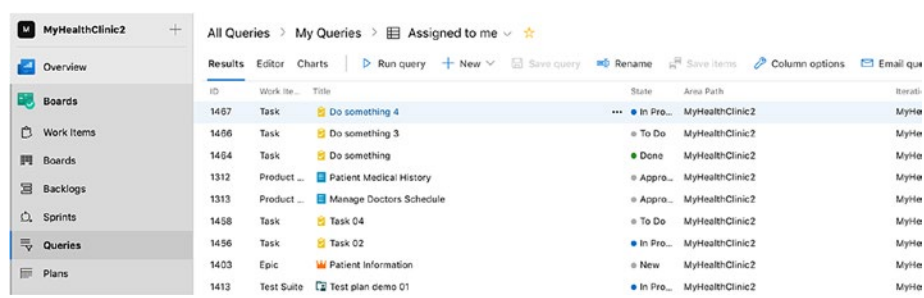 M MyHealthClinic2
Overview
Boards
Work Items
Boards
Backlogs
Sprints
Queries
Plans
All Queries > My Queries > Assigned to me
Results Editor Charts Run query New Save query Rename Save items Column options Email que
ID Work Ite... Title State Area Path Iterati
1467 Task Do something 4 ... In Pro... MyHealthClinic2 MyHe
1466 Task Do something 3 To Do MyHealthClinic2 MyHe
1464 Task Do something Done MyHealthClinic2 MyHe
1312 Product ... Patient Medical History Appro... MyHealthClinic2 MyHe
1313 Product ... Manage Doctors Schedule Appro... MyHealthClinic2 MyHe
1458 Task Task 04 To Do MyHealthClinic2 MyHe
1456 Task Task 02 In Pro... MyHealthClinic2 MyHe
1403 Epic Patient Information New MyHealthClinic2 MyHe
1413 Test Suite Test plan demo 01 In Pro... MyHealthClinic2 MyHe